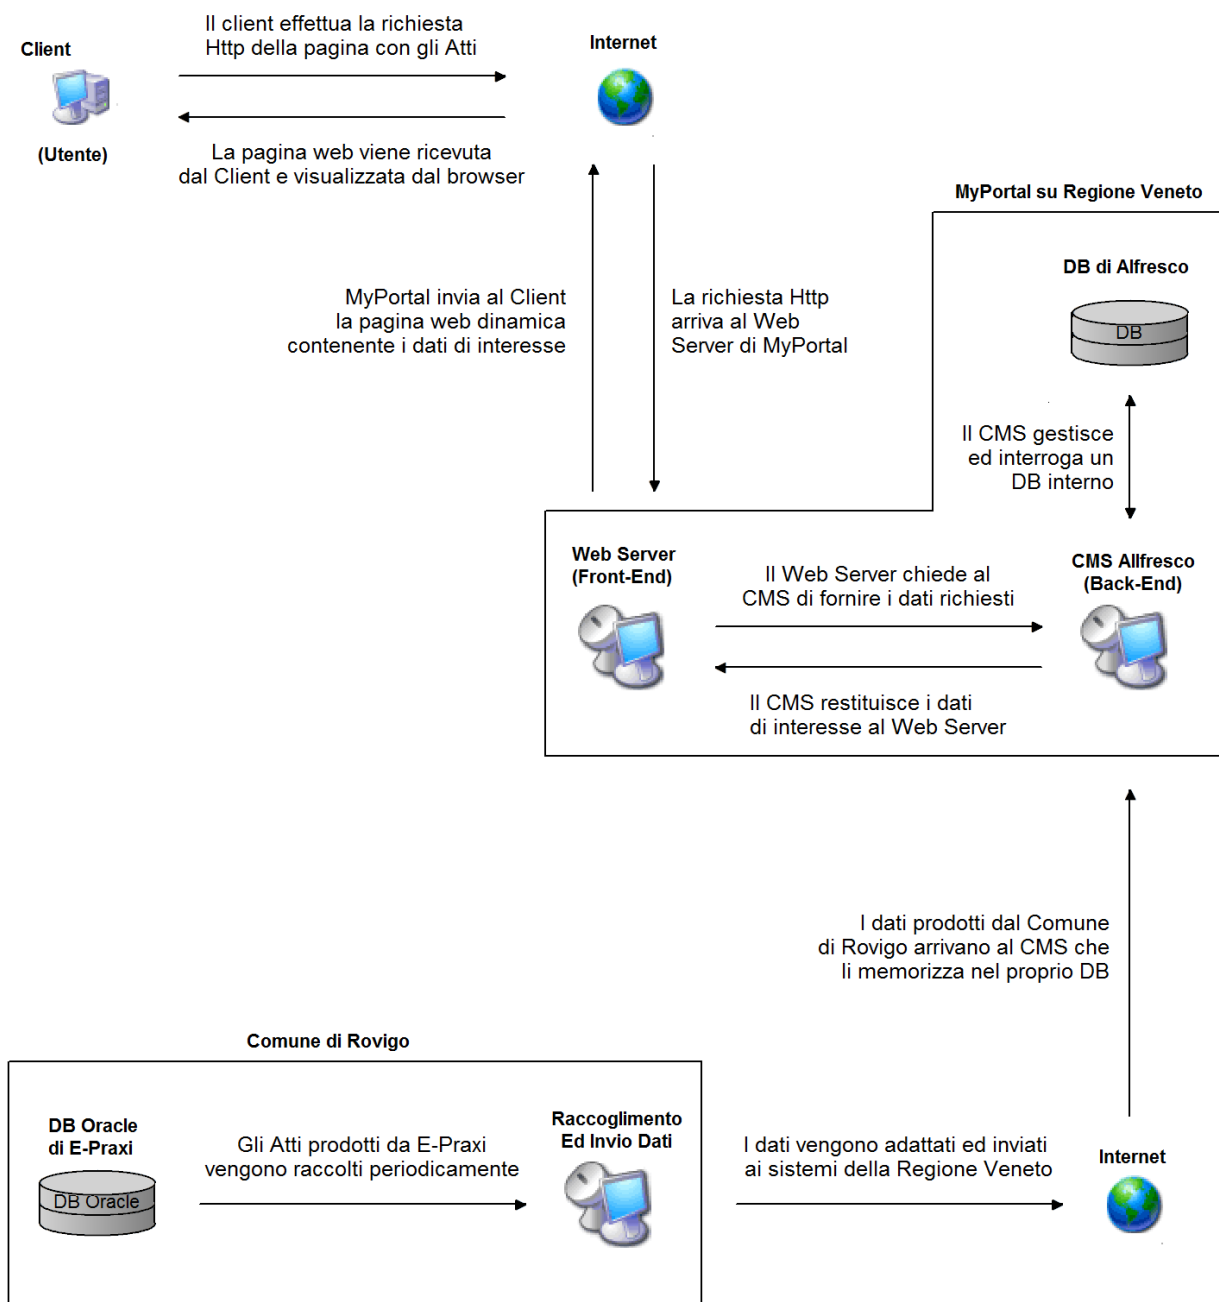 Il client effettua la richiesta
Http della pagina con gli Atti
Client
Internet
(Utente)
La pagina web viene ricevuta
dal Client e visualizzata dal browser
MyPortal su Regione Veneto
DB di Alfresco
DB
MyPortal invia al Client
la pagina web dinamica
contenente i dati di interesse
La richiesta Http
arriva al Web
Server di MyPortal
Il CMS gestisce
ed interroga un
DB interno
Web Server
(Front-End)
Il Web Server chiede al
CMS di fornire i dati richiesti
CMS Allfresco
(Back-End)
Il CMS restituisce i dati
di interesse al Web Server
I dati prodotti dal Comune
di Rovigo arrivano al CMS che
li memorizza nel proprio DB
Comune di Rovigo
DB Oracle
di E-Praxi
DB Oracle
Gli Atti prodotti da E-Praxi
vengono raccolti periodicamente
Raccoglimento
Ed Invio Dati
I dati vengono adattati ed inviati
ai sistemi della Regione Veneto
Internet